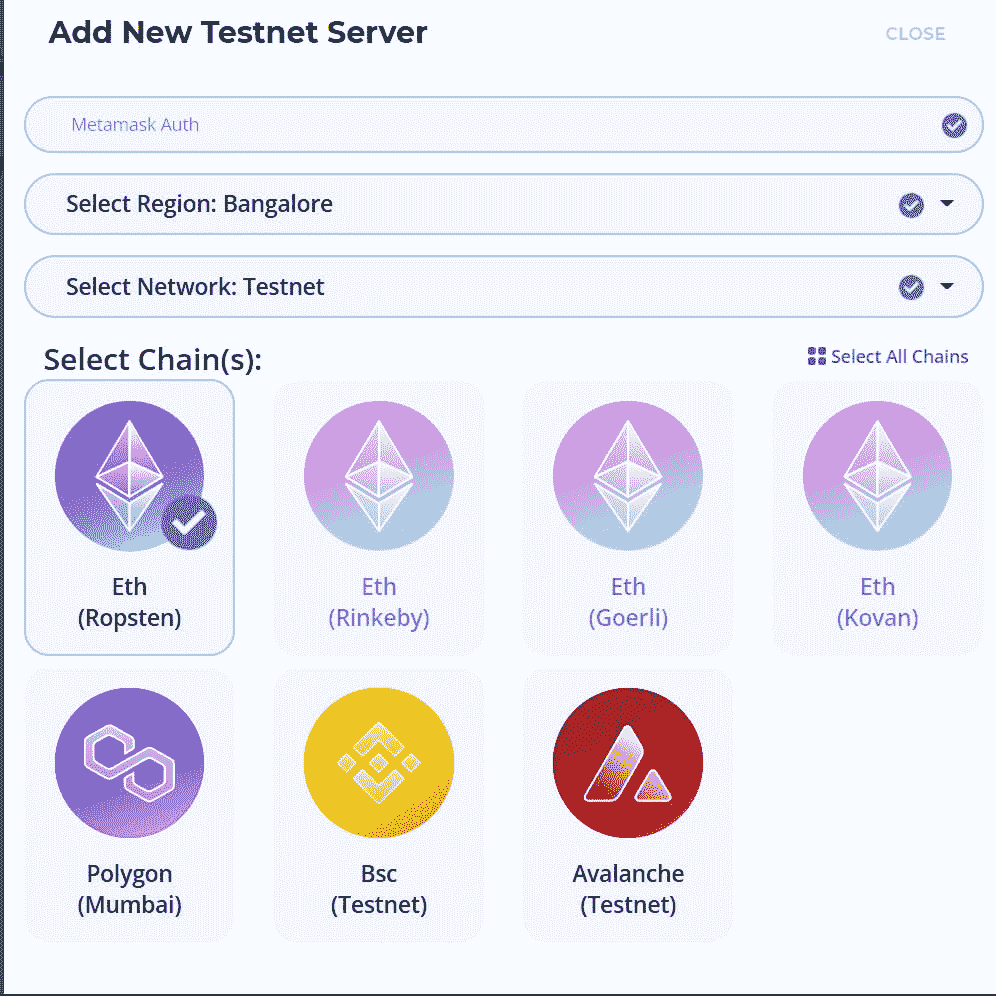 Add New Testnet Server
CLOSE
Metamask Auth
Select Region: Bangalore
Select Network: Testnet
Select Chain(s):
Select All Chains
Eth
(Ropsten)
Eth
(Rinkeby)
Eth
(Goerli)
Eth
(Kovan)
Polygon
(Mumbai)
Bsc
(Testnet)
Avalanche
(Testnet)